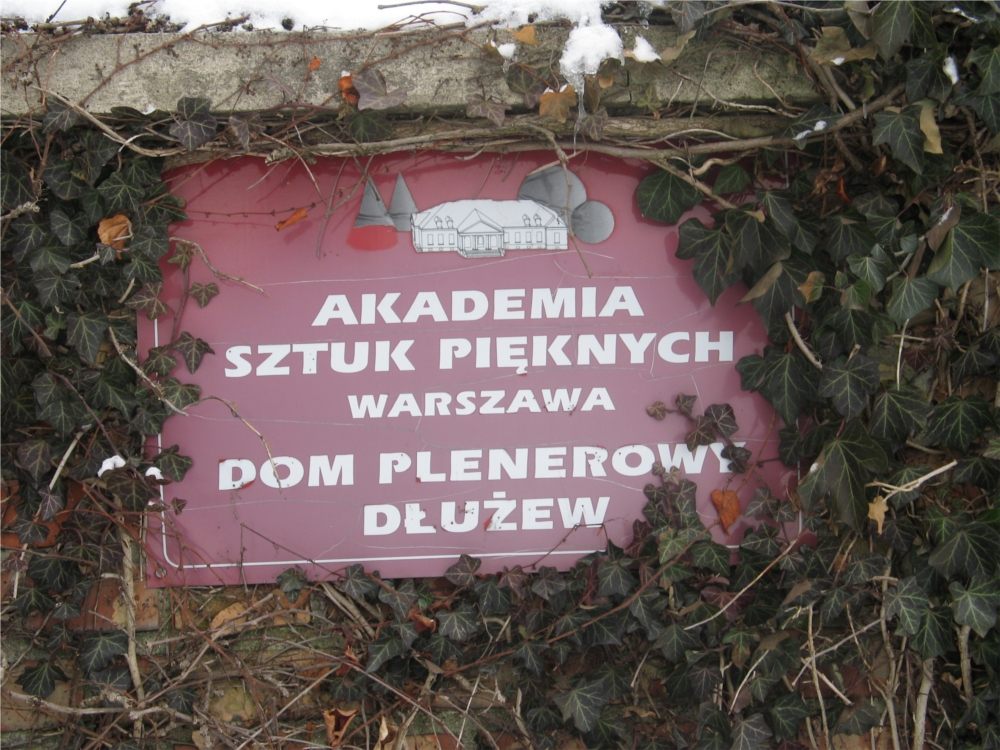 AKADEMIA
SZTUK PIĘKNYCH
WARSZAWA
DOM PLENEROWY
DŁUŻEW